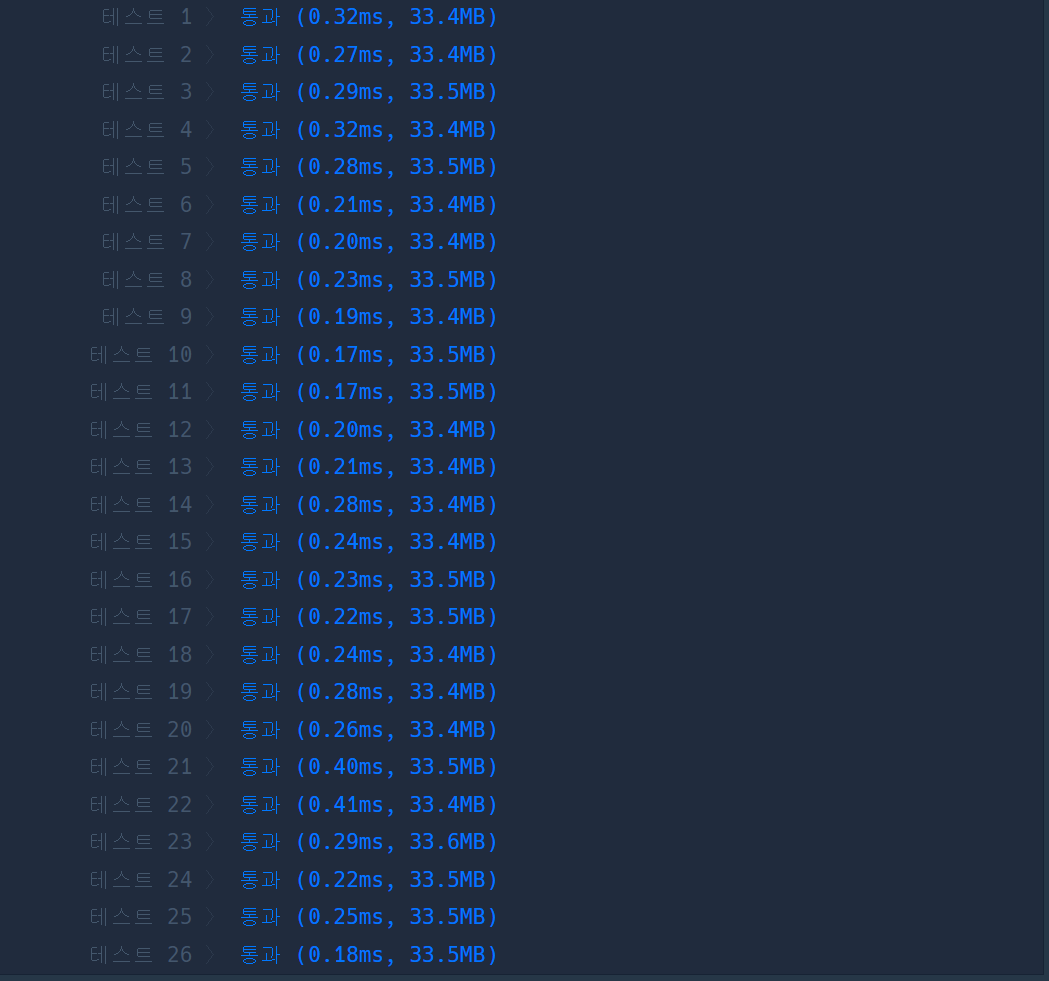 테스트 1 〉 통과 (0.32ms, 33.4MB)
테스트 2 〉 통과 (0.27ms, 33.4MB)
테스트 3 〉 통과 (0.29ms, 33.5MB)
테스트 4 〉 통과 (0.32ms, 33.4MB)
테스트 5 〉 통과 (0.28ms, 33.5MB)
테스트 6 〉 통과 (0.21ms, 33.4MB)
테스트 7 〉 통과 (0.20ms, 33.4MB)
테스트 8 〉 통과 (0.23ms, 33.5MB)
테스트 9 〉 통과 (0.19ms, 33.4MB)
테스트 10 〉 통과 (0.17ms, 33.5MB)
테스트 11 〉 통과 (0.17ms, 33.5MB)
테스트 12 〉 통과 (0.20ms, 33.4MB)
테스트 13 〉 통과 (0.21ms, 33.4MB)
테스트 14 〉 통과 (0.28ms, 33.4MB)
테스트 15 〉 통과 (0.24ms, 33.4MB)
테스트 16 〉 통과 (0.23ms, 33.5MB)
테스트 17 〉 통과 (0.22ms, 33.5MB)
테스트 18 〉 통과 (0.24ms, 33.4MB)
테스트 19 〉 통과 (0.28ms, 33.4MB)
테스트 20 〉 통과 (0.26ms, 33.4MB)
테스트 21 〉 통과 (0.40ms, 33.5MB)
테스트 22 〉 통과 (0.41ms, 33.4MB)
테스트 23 〉 통과 (0.29ms, 33.6MB)
테스트 24 〉 통과 (0.22ms, 33.5MB)
테스트 25 〉 통과 (0.25ms, 33.5MB)
테스트 26 〉 통과 (0.18ms, 33.5MB)